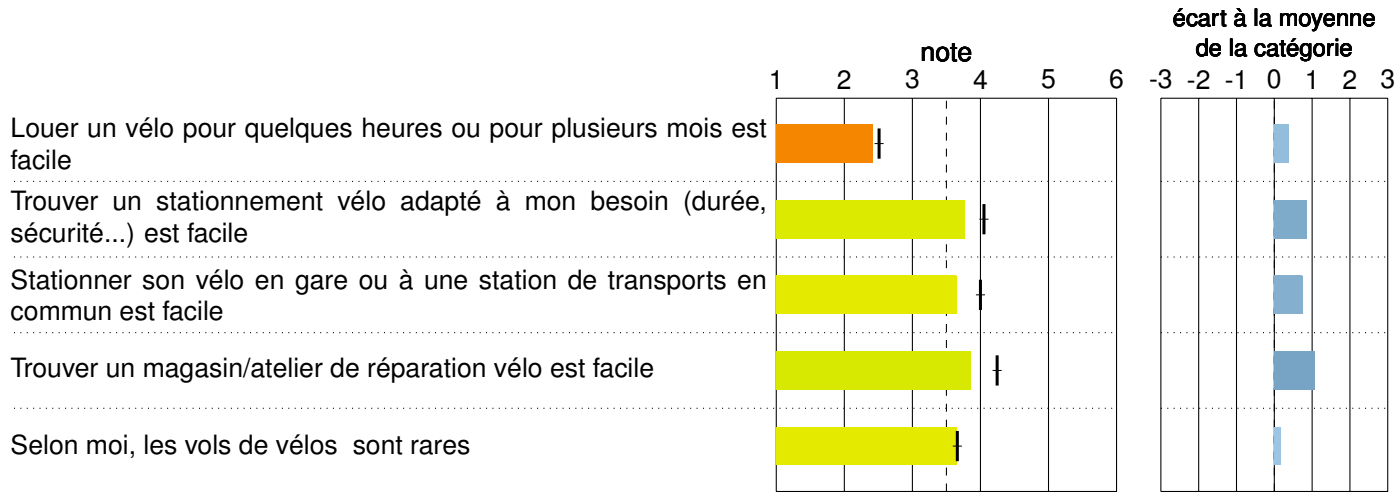 écart à la moyenne
de la catégorie
note
1 2 3 4 5 6
-3 -2 -1 0 1 2 3
Louer un vélo pour quelques heures ou pour plusieurs mois est
facile
Trouver un stationnement vélo adapté à mon besoin (durée,
sécurité...) est facile
Stationner son vélo en gare ou à une station de transports en
commun est facile
Trouver un magasin/atelier de réparation vélo est facile
Selon moi, les vols de vélos sont rares